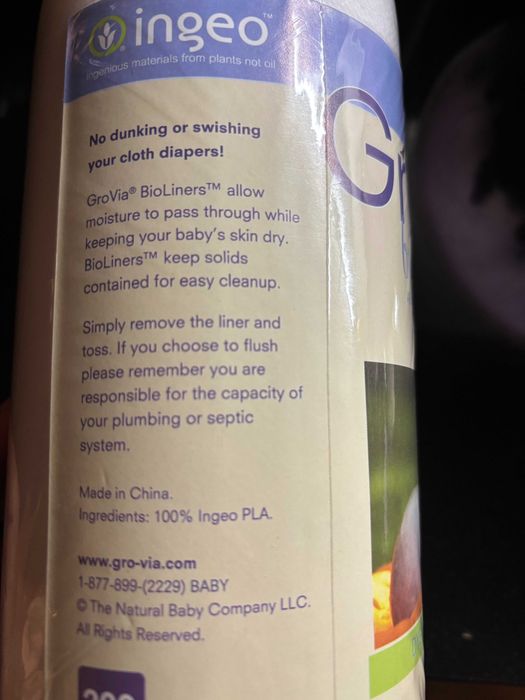 ingeo™
ingenious materials from plants not oil
No dunking or swishing
your cloth diapers!
GroVia® BioLiners™ allow
moisture to pass through while
keeping your baby's skin dry.
BioLiners™ keep solids
contained for easy cleanup.
Simply remove the liner and
toss. If you choose to flush
please remember you are
responsible for the capacity of
your plumbing or septic
system.
Made in China.
Ingredients: 100% Ingeo PLA.
www.gro-via.com
1-877-899-(2229) BABY
© The Natural Baby Company LLC.
All Rights Reserved.
200
Gr